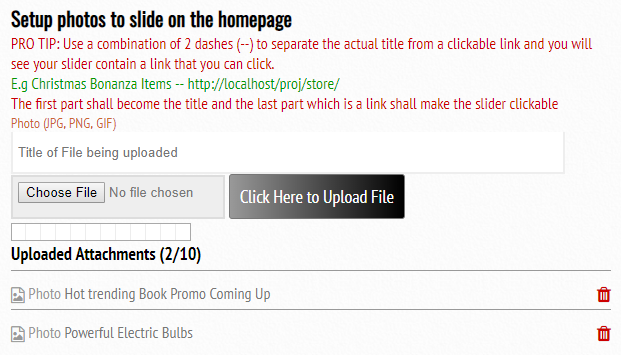 Setup photos to slide on the homepage
PRO TIP: Use a combination of 2 dashes (--) to separate the actual title from a clickable link and you will
see your slider contain a link that you can click.
E.g Christmas Bonanza Items -- http://localhost/proj/store/
The first part shall become the title and the last part which is a link shall make the slider clickable
Photo (JPG, PNG, GIF)
Title of File being uploaded
Choose File No file chosen
Click Here to Upload File
Uploaded Attachments (2/10)
Photo Hot trending Book Promo Coming Up
Photo Powerful Electric Bulbs